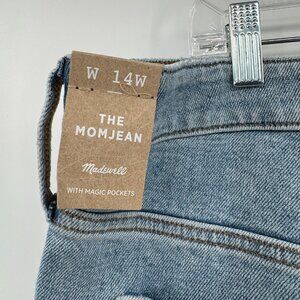 W 14W
THE
MOMJEAN
Madewell
WITH MAGIC POCKETS